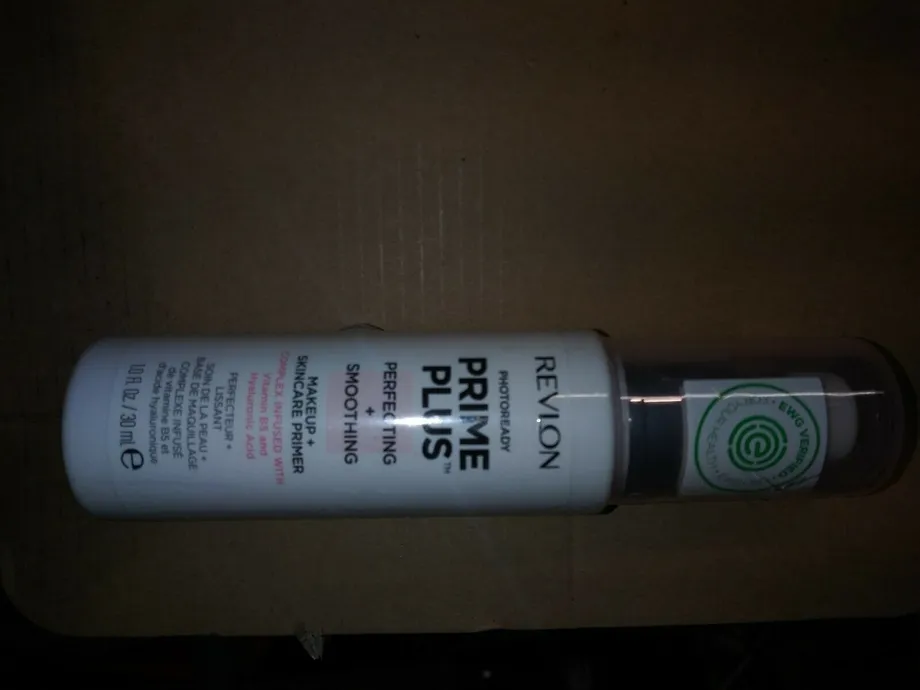 REVLON
PHOTOREADY
PRIME
PLUS™
PERFECTING
+
SMOOTHING
MAKEUP +
SKINCARE PRIMER
COMPLEX INFUSED WITH
Vitamin B5 and
Hyaluronic Acid
PERFECTEUR +
LISSANT
SOIN DE LA PEAU +
BASE DE MAQUILLAGE
COMPLEXE INFUSÉ
de vitamine B5 et
d'acide hyaluronique
1.0 Fl. Oz. / 30 ml e
EWG VERIFIED